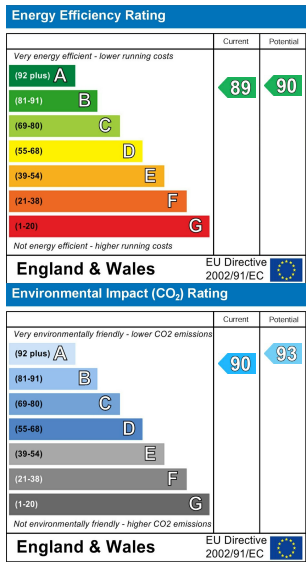 Energy Efficiency Rating
Current Potential
Very energy efficient - lower running costs
(92 plus) A
(81-91) B
(69-80) C
(55-68) D
(39-54) E
(21-38) F
(1-20) G
89 90
Not energy efficient - higher running costs
England & Wales
EU Directive
2002/91/EC
Environmental Impact (CO₂) Rating
Current Potential
Very environmentally friendly - lower CO2 emissions
(92 plus) A
(81-91) B
(69-80) C
(55-68) D
(39-54) E
(21-38) F
(1-20) G
90 93
Not environmentally friendly - higher CO2 emissions
England & Wales
EU Directive
2002/91/EC